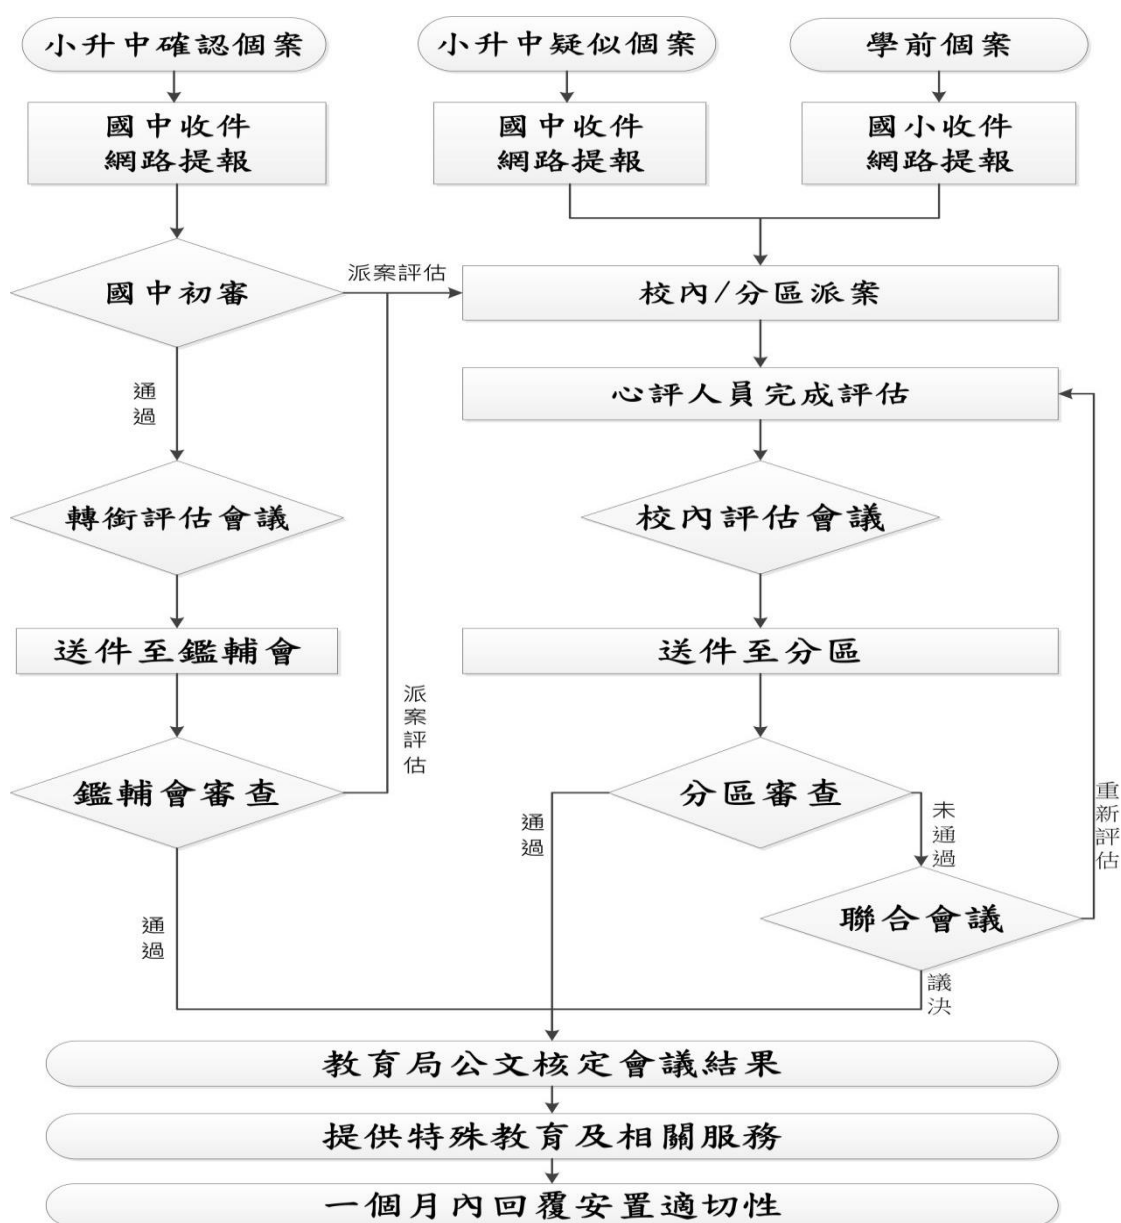 小升中確認個案
小升中疑似個案
學前個案
國中收件
網路提報
國中收件
網路提報
國小收件
網路提報
國中初審
派案評估
校內/分區派案
通過
心評人員完成評估
轉銜評估會議
校內評估會議
送件至鑑輔會
送件至分區
派案評估
鑑輔會審查
分區審查
通過
未通過
重新評估
聯合會議
通過
議決
教育局公文核定會議結果
提供特殊教育及相關服務
一個月內回覆安置適切性